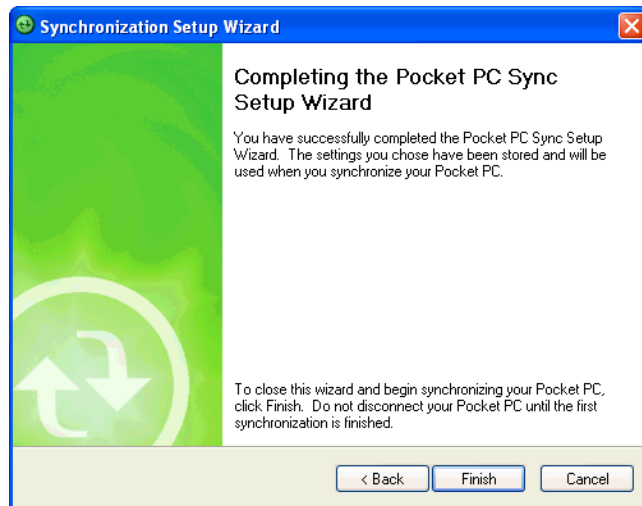 Synchronization Setup Wizard
Completing the Pocket PC Sync
Setup Wizard
You have successfully completed the Pocket PC Sync Setup
Wizard. The settings you chose have been stored and will be
used when you synchronize your Pocket PC.
To close this wizard and begin synchronizing your Pocket PC,
click Finish. Do not disconnect your Pocket PC until the first
synchronization is finished.
< Back Finish Cancel